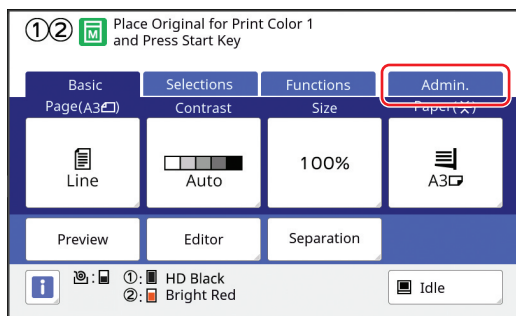 ①② M Place Original for Print Color 1
and Press Start Key
Basic Selections Functions Admin.
Page(A3) Contrast Size Paper(X)
Line Auto 100% A3
Preview Editor Separation
i ①: HD Black
②: Bright Red
Idle